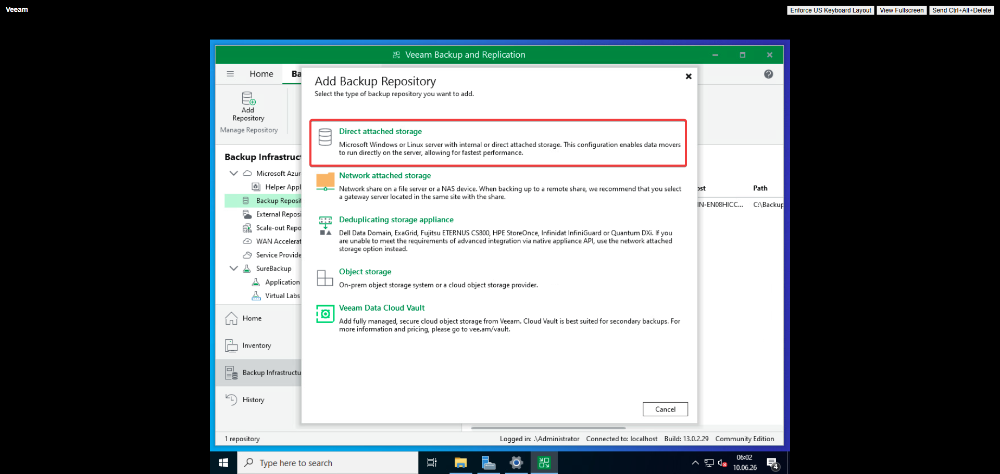 Veeam
Enforce US Keyboard Layout
View Fullscreen
Send Ctrl+Alt+Delete
Veeam Backup and Replication
Home
Ba
Add Repository
Manage Repository
Add Backup Repository
Select the type of backup repository you want to add.
Direct attached storage
Microsoft Windows or Linux server with internal or direct attached storage. This configuration enables data movers
to run directly on the server, allowing for fastest performance.
Network attached storage
Network share on a file server or a NAS device. When backing up to a remote share, we recommend that you select
a gateway server located in the same site with the share.
Deduplicating storage appliance
Dell Data Domain, ExaGrid, Fujitsu ETERNUS CS800, HPE StoreOnce, Infinidat InfiniGuard or Quantum DXi. If you
are unable to meet the requirements of advanced integration via native appliance API, use the network attached
storage option instead.
Object storage
On-prem object storage system or a cloud object storage provider.
Veeam Data Cloud Vault
Add fully managed, secure cloud object storage from Veeam. Cloud Vault is best suited for secondary backups. For
more information and pricing, please go to vee.am/vault.
Cancel
Backup Infrastruc
Microsoft Azur
Helper Appl
Backup Reposit
External Reposi
Scale-out Repo
WAN Accelerat
Service Provide
SureBackup
Application
Virtual Labs
Home
Inventory
Backup Infrastructu
History
ost
Path
IN-EN08HICC...
C:\Backup
1 repository
Logged in: .\Administrator
Connected to: localhost
Build: 13.0.2.29
Community Edition
Type here to search
06:02
10.06.26
4